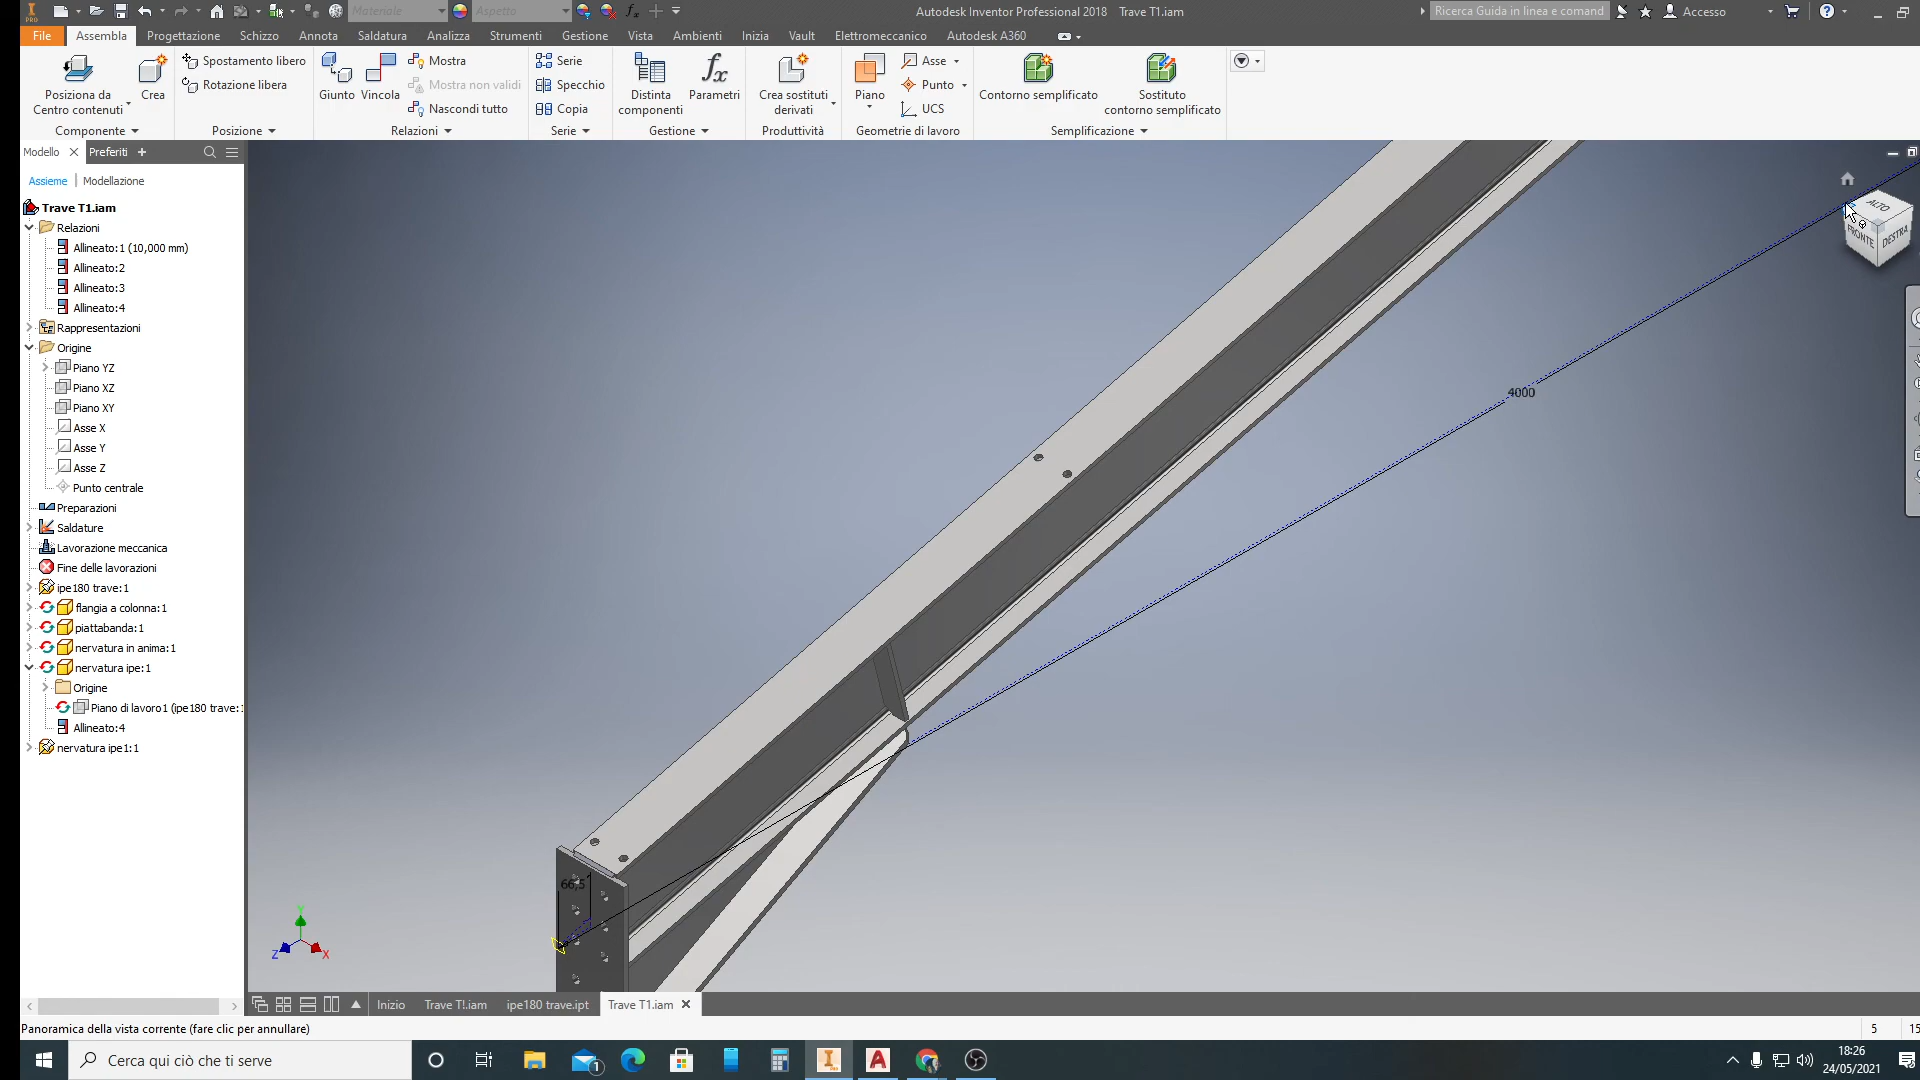 PRO
Materiale
Aspetto
Autodesk Inventor Professional 2018 Trave T1.iam
Ricerca Guida in linea e comand
Accesso
File Assembla Progettazione Schizzo Annota Saldatura Analizza Strumenti Gestione Vista Ambienti Inizia Vault Elettromeccanico Autodesk A360
Posiziona da
Centro contenuti
Crea
Componente
Spostamento libero
Rotazione libera
Posizione
Giunto
Vincola
Mostra
Mostra non validi
Nascondi tutto
Relazioni
Serie
Specchio
Copia
Serie
Distinta
componenti
Parametri
Gestione
Crea sostituti
derivati
Produttività
Piano
Asse
Punto
UCS
Geometrie di lavoro
Contorno semplificato
Sostituto
contorno semplificato
Semplificazione
Modello Preferiti
Assieme Modellazione
Trave T1.iam
Relazioni
Allineato:1 (10,000 mm)
Allineato:2
Allineato:3
Allineato:4
Rappresentazioni
Origine
Piano YZ
Piano XZ
Piano XY
Asse X
Asse Y
Asse Z
Punto centrale
Preparazioni
Saldature
Lavorazione meccanica
Fine delle lavorazioni
ipe180 trave:1
flangia a colonna:1
piattabanda:1
nervatura in anima:1
nervatura ipe:1
Origine
Piano di lavoro1 (ipe180 trave:
Allineato:4
nervatura ipe1:1
ALTO
FRONTE
DESTRA
4000
66,5
Y
Z
X
Inizio Trave T!.iam ipe180 trave.ipt Trave T1.iam
Panoramica della vista corrente (fare clic per annullare)
5 15
Cerca qui ciò che ti serve
1
18:26
24/05/2021